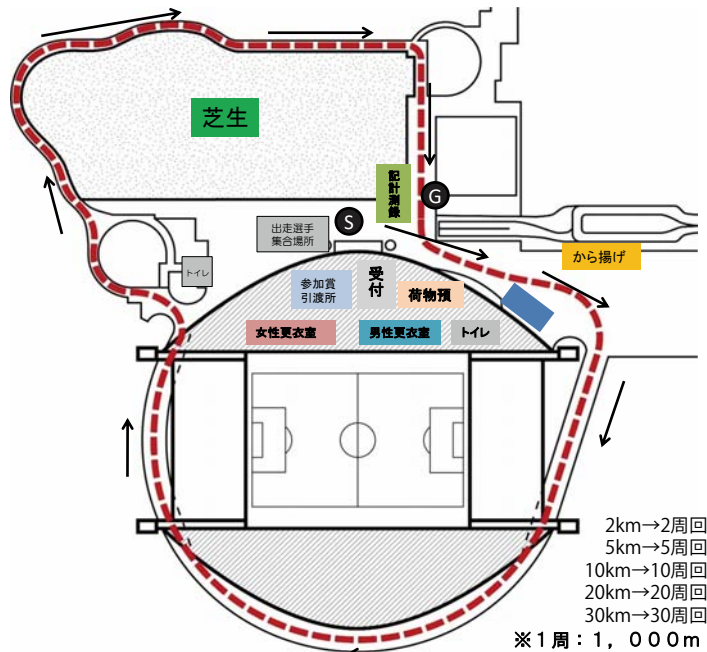 芝生
記録
計測
G
S
出走選手
集合場所
トイレ
から揚げ
参加賞
引渡所
受付
荷物預
女性更衣室
男性更衣室
トイレ
2km→2周回
5km→5周回
10km→10周回
20km→20周回
30km→30周回
※1周：1，000m